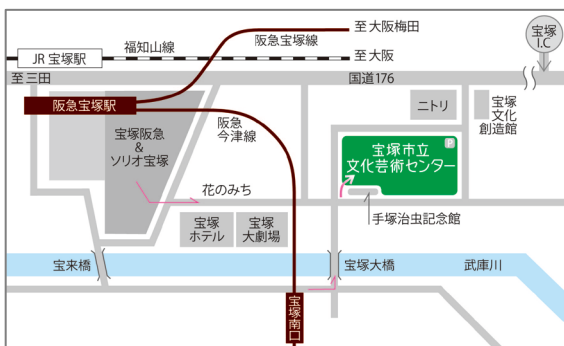 至大阪梅田
宝塚
I.C
福知山線
阪急宝塚線
JR 宝塚駅
至大阪
至三田
国道176
阪急宝塚駅
ニトリ
宝塚
文化
創造館
宝塚阪急
&
ソリオ宝塚
阪急
今津線
P
宝塚市立
文化芸術センター
花のみち
手塚治虫記念館
宝塚
ホテル
宝塚
大劇場
宝来橋
宝塚大橋
武庫川
宝塚南口